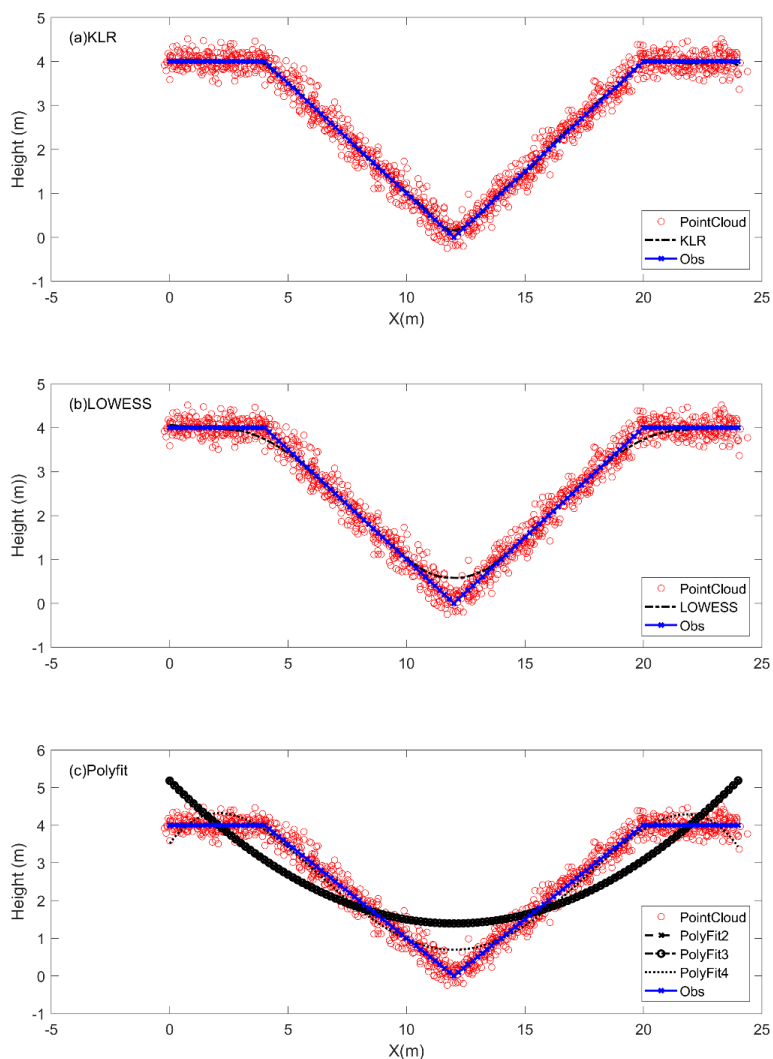 (a)KLR
5
4
3
2
1
0
-1
Height (m)
-5
0
5
10
15
20
25
X(m)
PointCloud
KLR
Obs
(b)LOWESS
5
4
3
2
1
0
-1
Height (m))
-5
0
5
10
15
20
25
PointCloud
LOWESS
Obs
(c)Polyfit
6
5
4
3
2
1
0
-1
Height (m)
-5
0
5
10
15
20
25
X(m)
PointCloud
PolyFit2
PolyFit3
PolyFit4
Obs